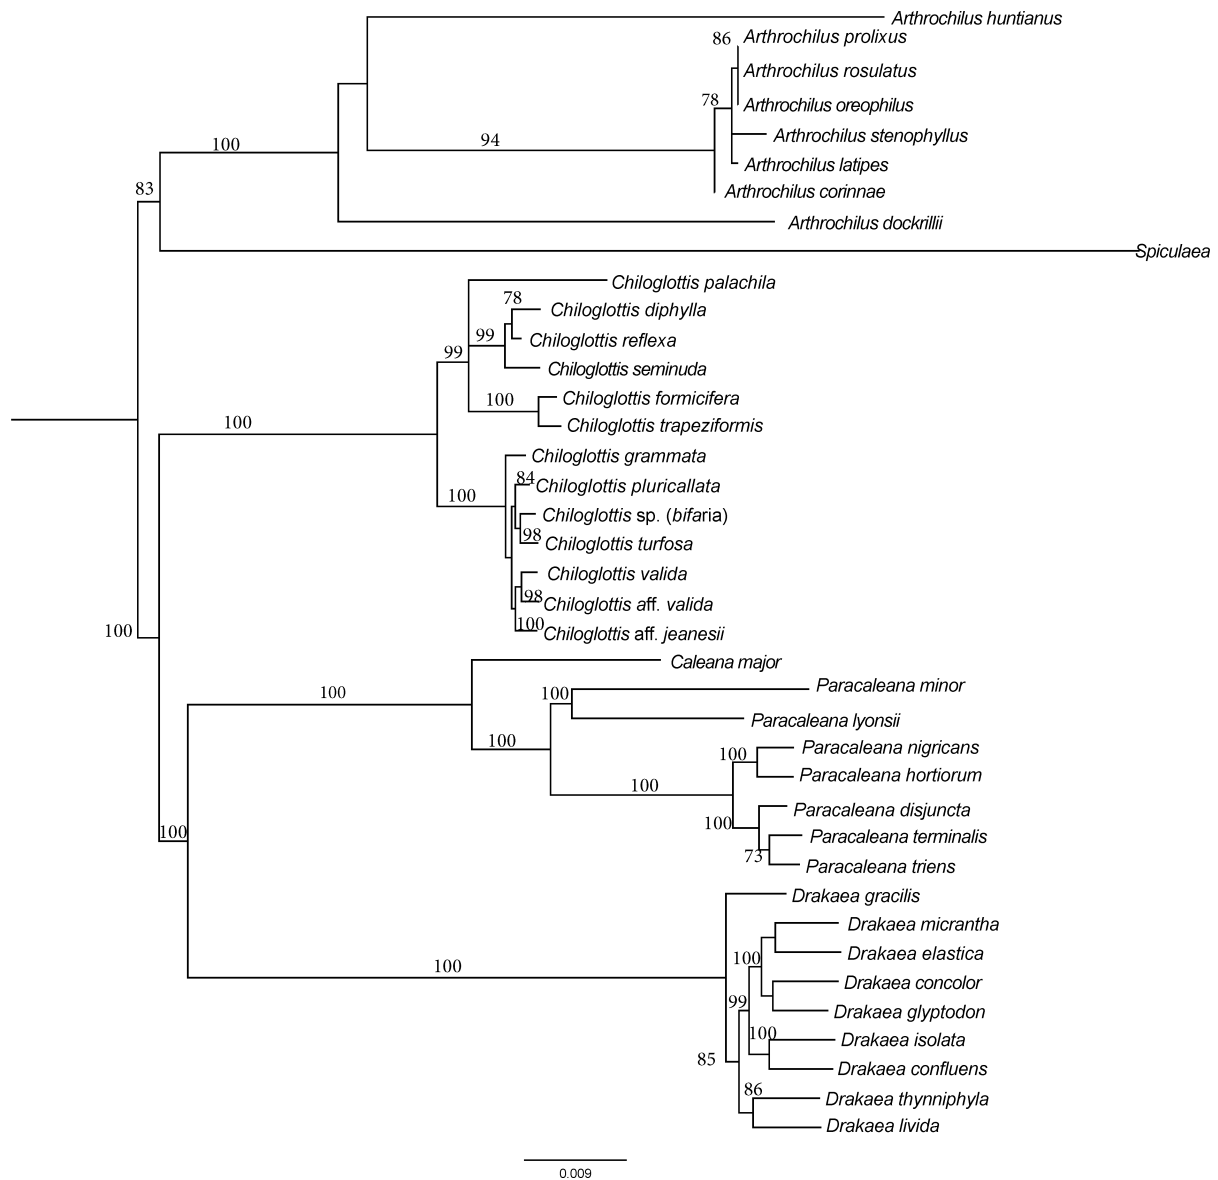 Arthrochilus huntianus
86 Arthrochilus prolixus
Arthrochilus rosulatus
78 Arthrochilus oreophilus
Arthrochilus stenophyllus
100
94
Arthrochilus latipes
83 Arthrochilus corinnae
Arthrochilus dockrillii
Spiculaea
Chiloglottis palachila
78
Chiloglottis diphylla
99 Chiloglottis reflexa
99
Chiloglottis seminuda
100 Chiloglottis formicifera
100 Chiloglottis trapeziformis
Chiloglottis grammata
84 Chiloglottis pluricallata
100
Chiloglottis sp. (bifaria)
98 Chiloglottis turfosa
Chiloglottis valida
98 Chiloglottis aff. valida
100 100 Chiloglottis aff. jeanesii
Caleana major
100 100 Paracaleana minor
Paracaleana lyonsii
100
100 Paracaleana nigricans
Paracaleana hortiorum
100
Paracaleana disjuncta
100 100 Paracaleana terminalis
73 Paracaleana triens
Drakaea gracilis
Drakaea micrantha
100 100 Drakaea elastica
Drakaea concolor
99 Drakaea glyptodon
100 Drakaea isolata
85 Drakaea confluens
86 Drakaea thynniphyla
Drakaea livida
0.009